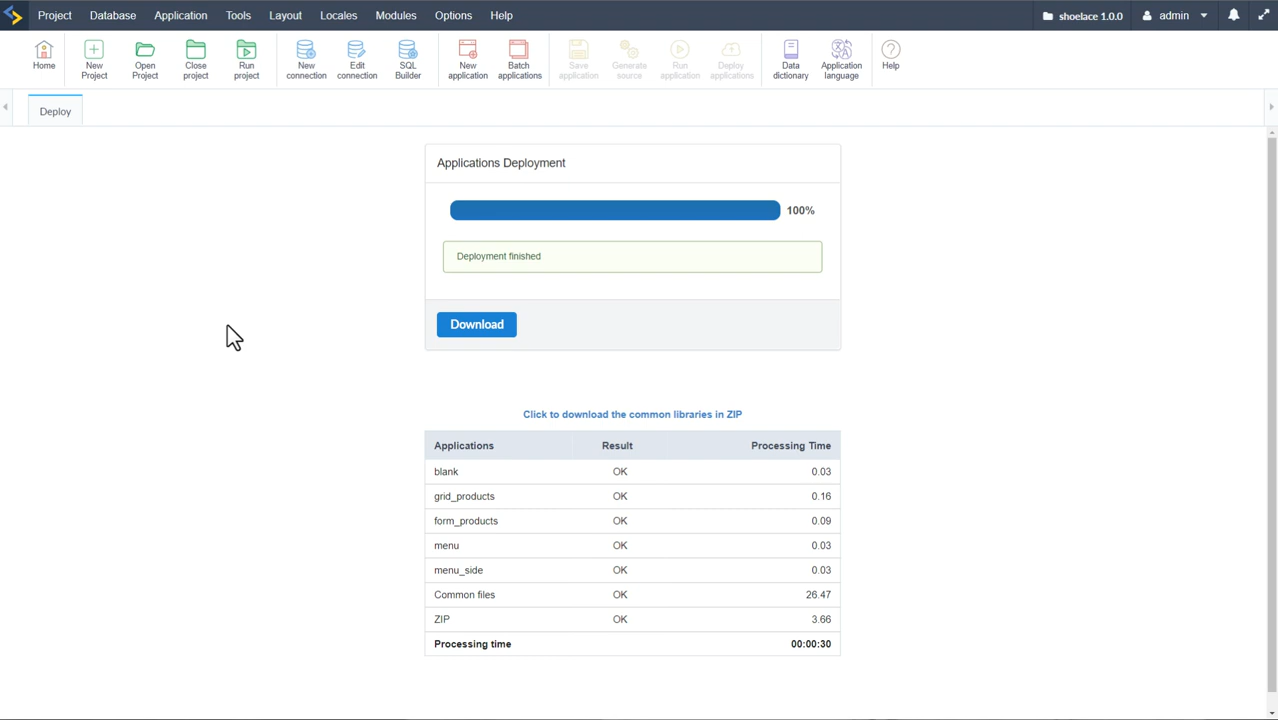 Project Database Application Tools Layout Locales Modules Options Help shoelace 1.0.0 admin
Home New Project Open Project Close project Run project New connection Edit connection SQL Builder New application Batch applications Save application Generate source Run application Deploy applications Data dictionary Application language Help
Deploy
Applications Deployment
100%
Deployment finished
Download
Click to download the common libraries in ZIP
Applications Result Processing Time
blank OK 0.03
grid_products OK 0.16
form_products OK 0.09
menu OK 0.03
menu_side OK 0.03
Common files OK 26.47
ZIP OK 3.66
Processing time 00:00:30